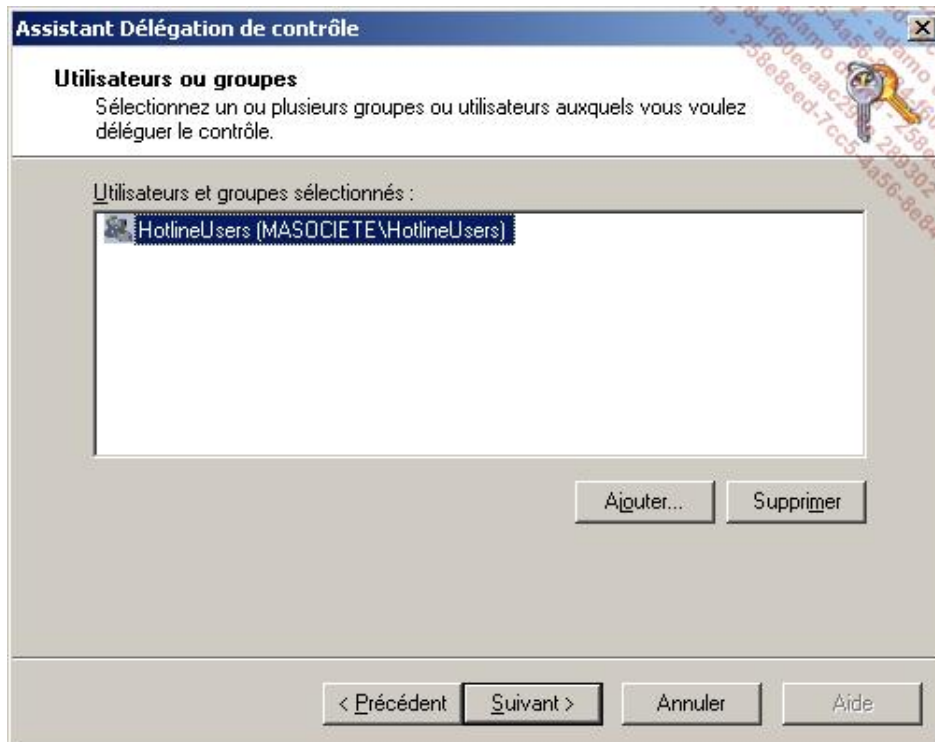 Assistant Délégation de contrôle
Utilisateurs ou groupes
Sélectionnez un ou plusieurs groupes ou utilisateurs auxquels vous voulez
déléguer le contrôle.
Utilisateurs et groupes sélectionnés :
HotlineUsers (MASOCIETE\HotlineUsers)
Ajouter...
Supprimer
< Précédent
Suivant >
Annuler
Aide